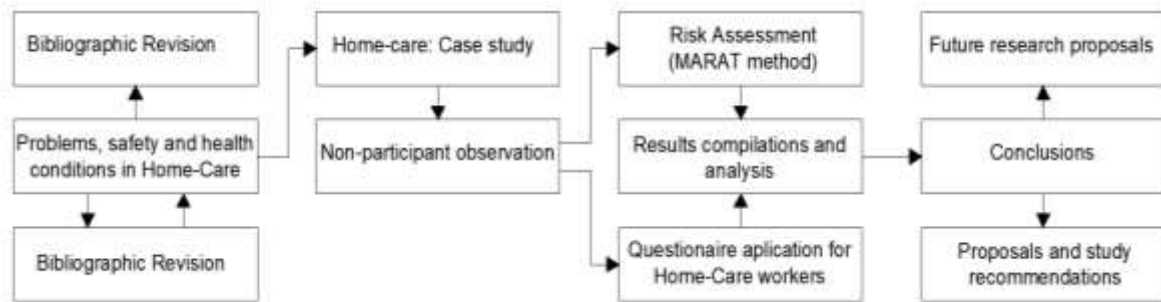 Bibliographic Revision
Problems, safety and health
conditions in Home-Care
Bibliographic Revision
Home-care: Case study
Non-participant observation
Risk Assessment
(MARAT method)
Results compilations and
analysis
Questionaire aplication for
Home-Care workers
Future research proposals
Conclusions
Proposals and study
recommendations